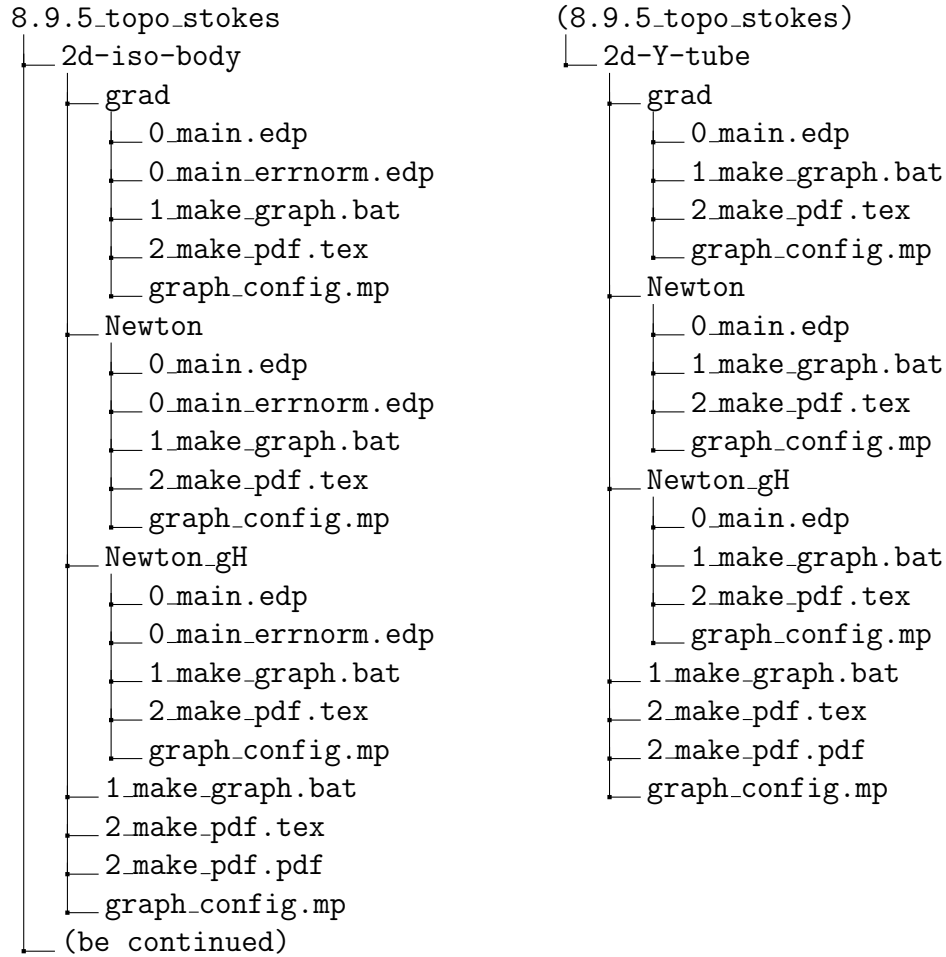 8.9.5_topo_stokes
2d-iso-body
grad
0_main.edp
0_main_errnorm.edp
1_make_graph.bat
2_make_pdf.tex
graph_config.mp
Newton
0_main.edp
0_main_errnorm.edp
1_make_graph.bat
2_make_pdf.tex
graph_config.mp
Newton_gH
0_main.edp
0_main_errnorm.edp
1_make_graph.bat
2_make_pdf.tex
graph_config.mp
1_make_graph.bat
2_make_pdf.tex
2_make_pdf.pdf
graph_config.mp
(be continued)
(8.9.5_topo_stokes)
2d-Y-tube
grad
0_main.edp
1_make_graph.bat
2_make_pdf.tex
graph_config.mp
Newton
0_main.edp
1_make_graph.bat
2_make_pdf.tex
graph_config.mp
Newton_gH
0_main.edp
1_make_graph.bat
2_make_pdf.tex
graph_config.mp
1_make_graph.bat
2_make_pdf.tex
2_make_pdf.pdf
graph_config.mp